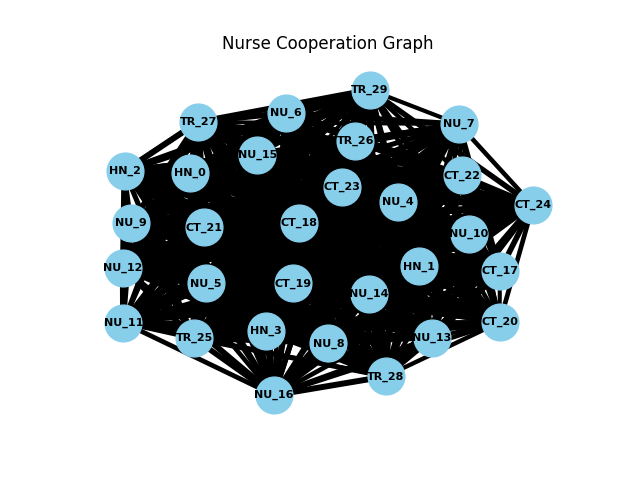 Nurse Cooperation Graph
TR_29
NU_6
TR_27
NU_7
TR_26
NU_15
HN_2
HN_0
CT_22
CT_23
NU_4
CT_24
NU_9
CT_18
CT_21
NU_10
HN_1
NU_12
CT_17
NU_5
CT_19
NU_14
NU_11
CT_20
HN_3
TR_25
NU_13
NU_8
TR_28
NU_16